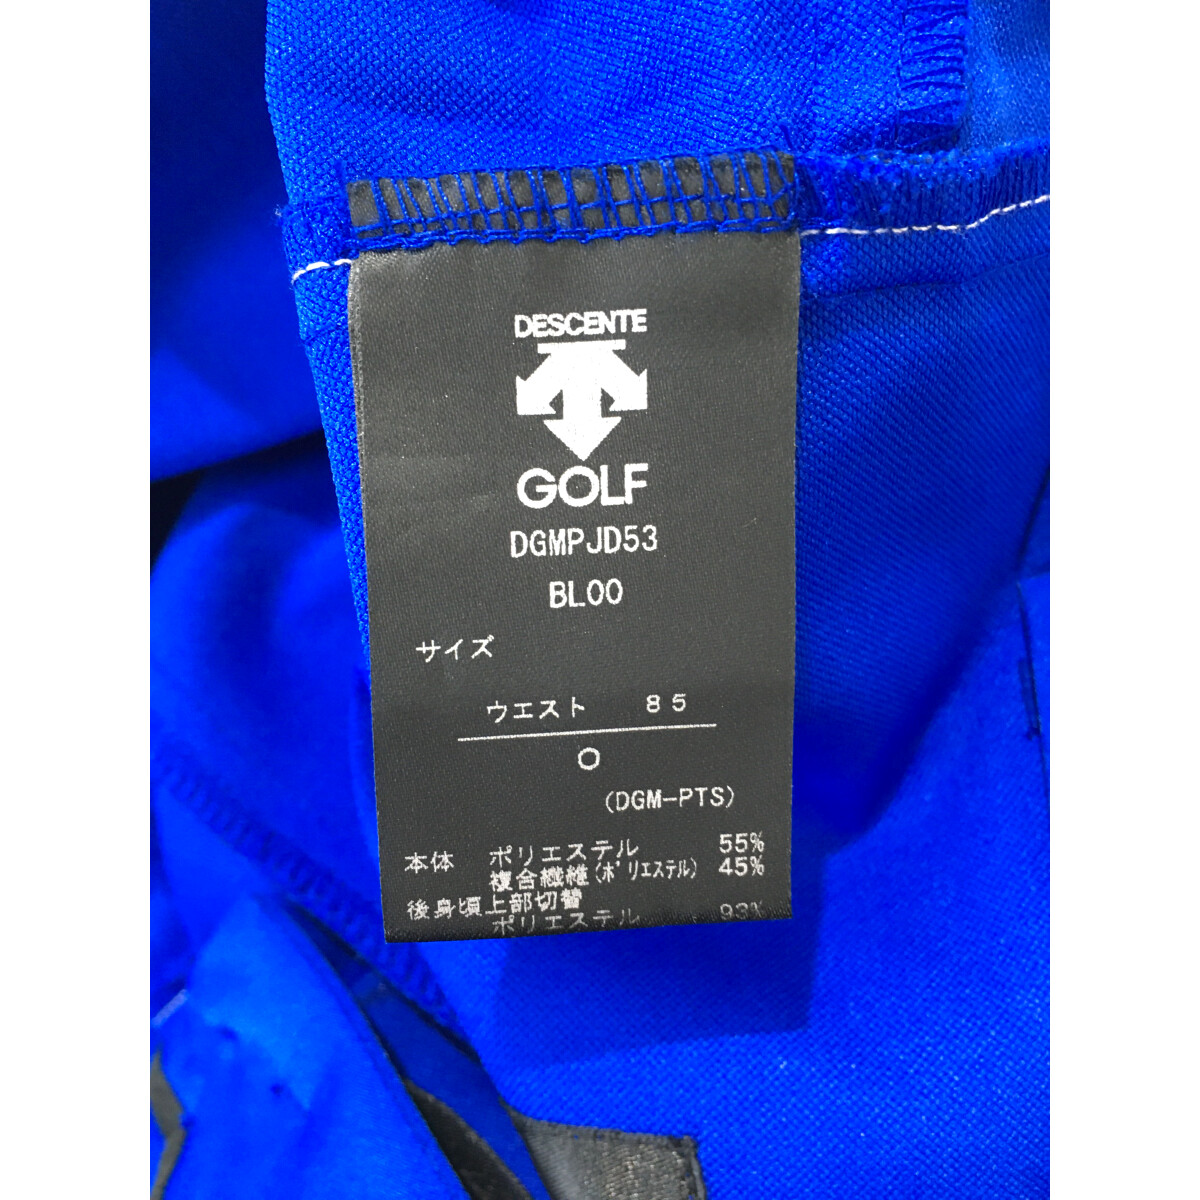 DESCENTE
GOLF
DGMPJD53
BL00
サイズ
ウエスト 85
O
(DGM-PTS)
本体 ポリエステル 55%
複合繊維(ポリエステル) 45%
後身頃上部切替
ポリエステル 93%